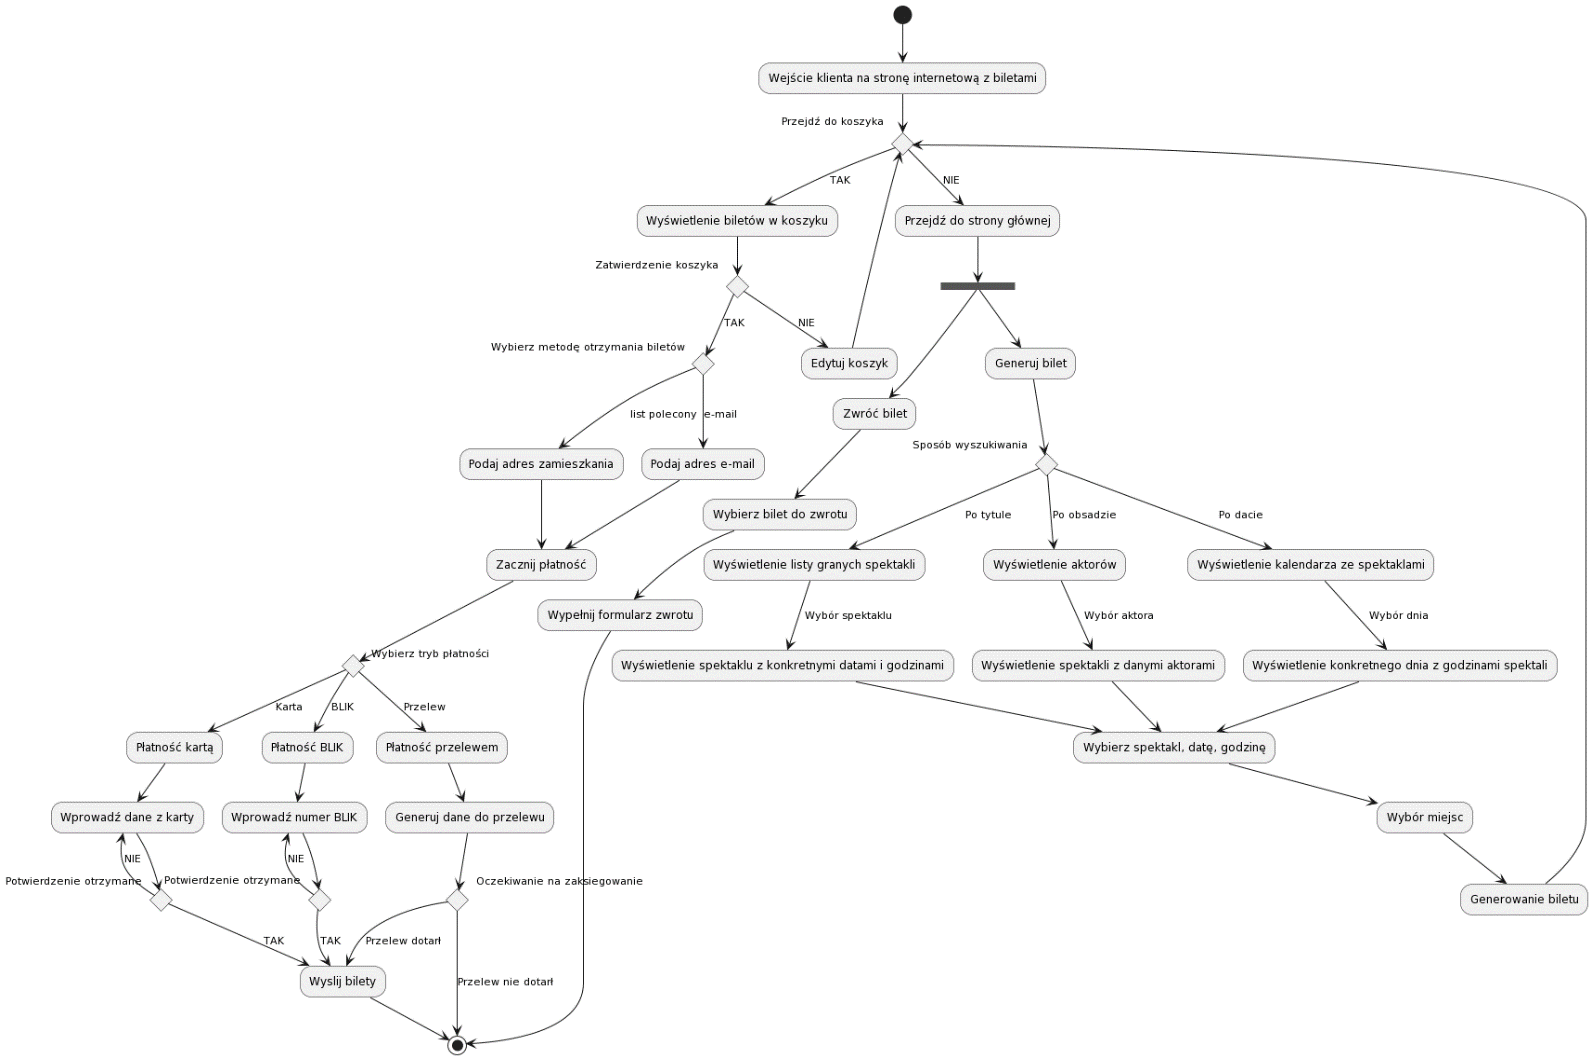 Wejście klienta na stronę internetową z biletami
Przejdź do koszyka
TAK
NIE
Wyświetlenie biletów w koszyku
Przejdź do strony głównej
Zatwierdzenie koszyka
TAK
NIE
Wybierz metodę otrzymania biletów
Edytuj koszyk
Generuj bilet
list polecony
e-mail
Zwróć bilet
Sposób wyszukiwania
Podaj adres zamieszkania
Podaj adres e-mail
Wybierz bilet do zwrotu
Po tytule
Po obsadzie
Po dacie
Zacznij płatność
Wyświetlenie listy granych spektakli
Wyświetlenie aktorów
Wyświetlenie kalendarza ze spektaklami
Wypełnij formularz zwrotu
Wybór spektaklu
Wybór aktora
Wybór dnia
Wybierz tryb płatności
Wyświetlenie spektaklu z konkretnymi datami i godzinami
Wyświetlenie spektakli z danymi aktorami
Wyświetlenie konkretnego dnia z godzinami spektali
Karta
BLIK
Przelew
Płatność kartą
Płatność BLIK
Płatność przelewem
Wybierz spektakl, datę, godzinę
Wprowadź dane z karty
Wprowadź numer BLIK
Generuj dane do przelewu
Wybór miejsc
NIE
NIE
Potwierdzenie otrzymane
Potwierdzenie otrzymane
Oczekiwanie na zaksiegowanie
Generowanie biletu
TAK
TAK
Przelew dotarł
Wyslij bilety
Przelew nie dotarł